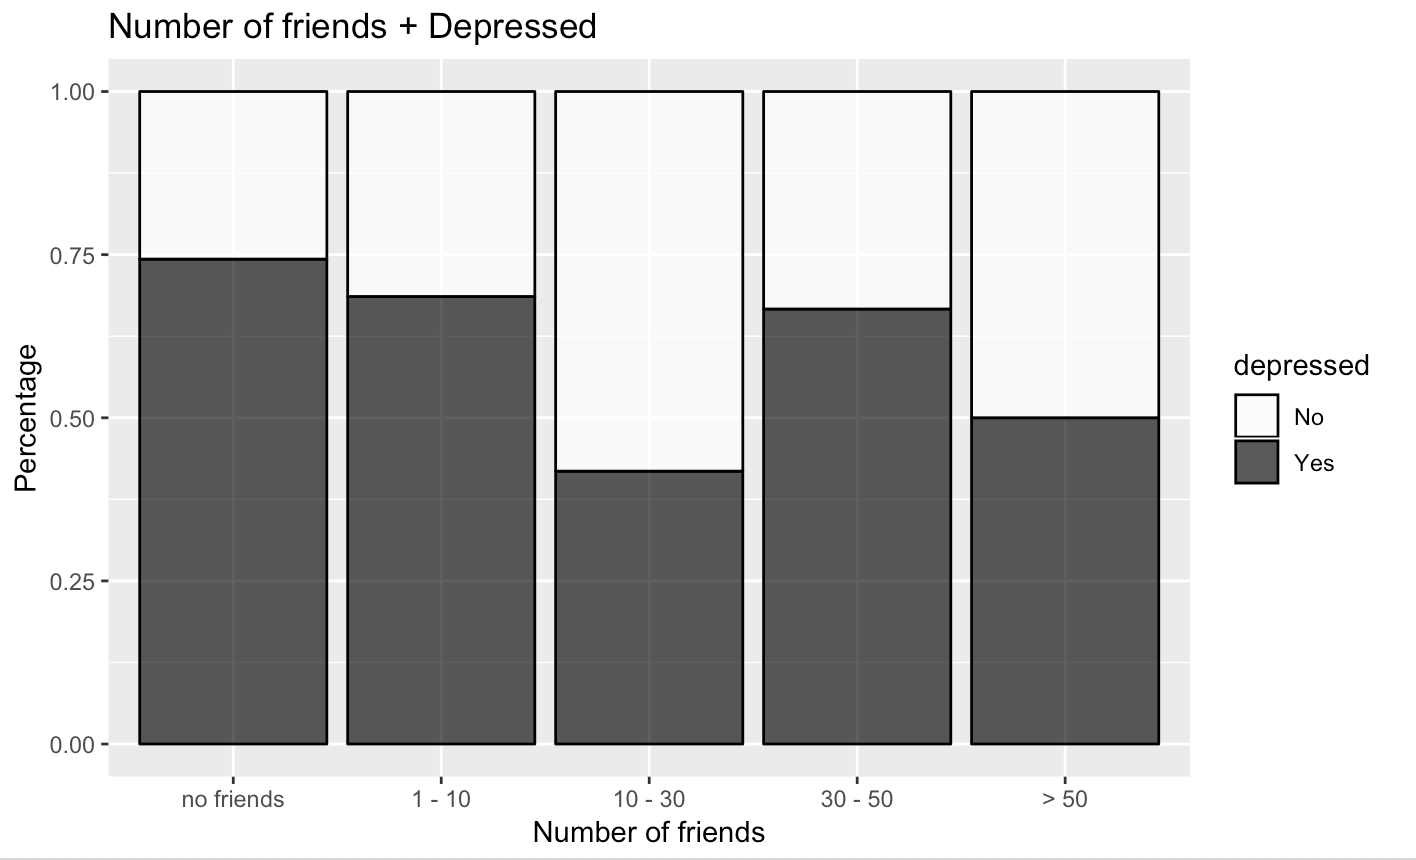 Number of friends + Depressed
1.00
0.75
0.50
0.25
0.00
Percentage
no friends
1 - 10
10 - 30
30 - 50
> 50
Number of friends
depressed
No
Yes